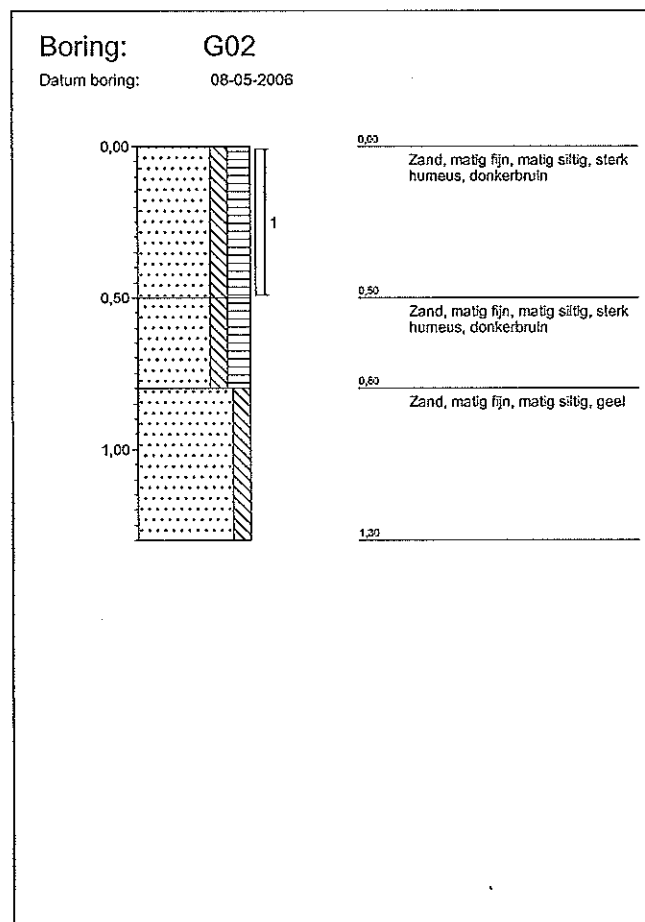 Boring: G02
Datum boring: 08-05-2006
0,00
0,00
Zand, matig fijn, matig siltig, sterk
humeus, donkerbruin
1
0,50
0,50
Zand, matig fijn, matig siltig, sterk
humeus, donkerbruin
0,80
Zand, matig fijn, matig siltig, geel
1,00
1,30